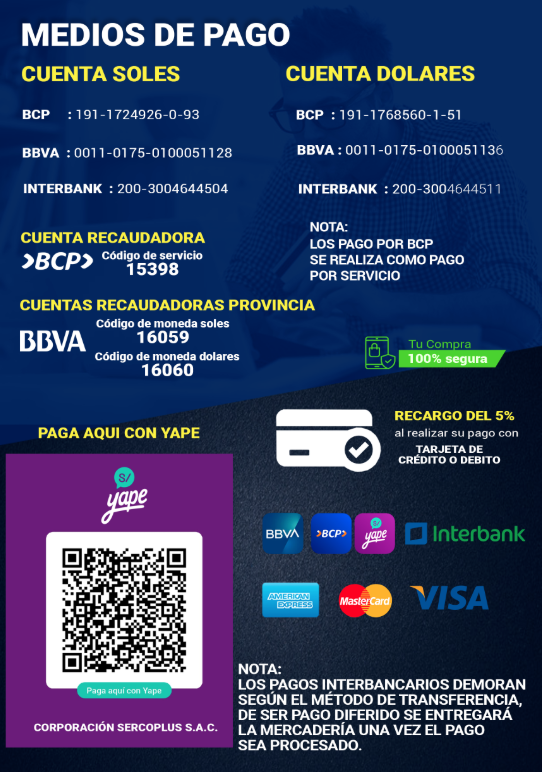 MEDIOS DE PAGO
CUENTA SOLES
BCP : 191-1724926-0-93
BBVA : 0011-0175-0100051128
INTERBANK : 200-3004644504
CUENTA DOLARES
BCP : 191-1768560-1-51
BBVA : 0011-0175-0100051136
INTERBANK : 200-3004644511
CUENTA RECAUDADORA
BCP
Código de servicio
15398
NOTA:
LOS PAGO POR BCP
SE REALIZA COMO PAGO
POR SERVICIO
CUENTAS RECAUDADORAS PROVINCIA
BBVA
Código de moneda soles
16059
Código de moneda dolares
16060
Tu Compra
100% segura
PAGA AQUI CON YAPE
S/
yape
Paga aquí con Yape
CORPORACIÓN SERCOPLUS S.A.C.
RECARGO DEL 5%
al realizar su pago con
TARJETA DE
CRÉDITO O DEBITO
BBVA
BCP
S/
yape
Interbank
AMERICAN
EXPRESS
MasterCard
VISA
NOTA:
LOS PAGOS INTERBANCARIOS DEMORAN
SEGÚN EL MÉTODO DE TRANSFERENCIA,
DE SER PAGO DIFERIDO SE ENTREGARÁ
LA MERCADERÍA UNA VEZ EL PAGO
SEA PROCESADO.